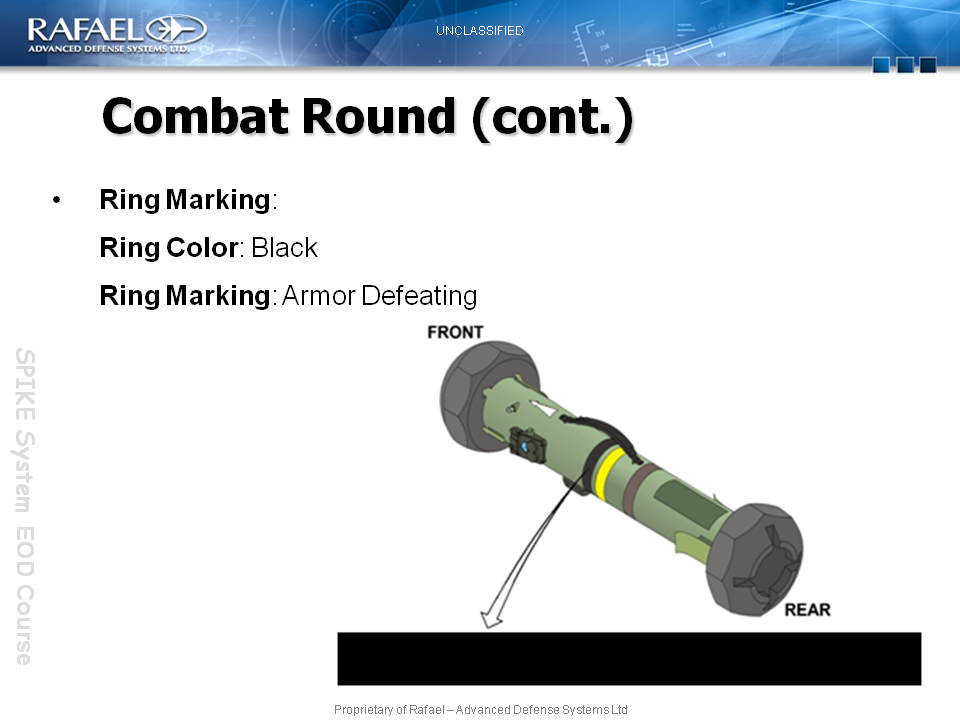 RAFAEL
ADVANCED DEFENSE SYSTEMS LTD.
UNCLASSIFIED
Combat Round (cont.)
• Ring Marking:
Ring Color: Black
Ring Marking: Armor Defeating
FRONT
REAR
SPIKE System EOD Course
Proprietary of Rafael – Advanced Defense Systems Ltd